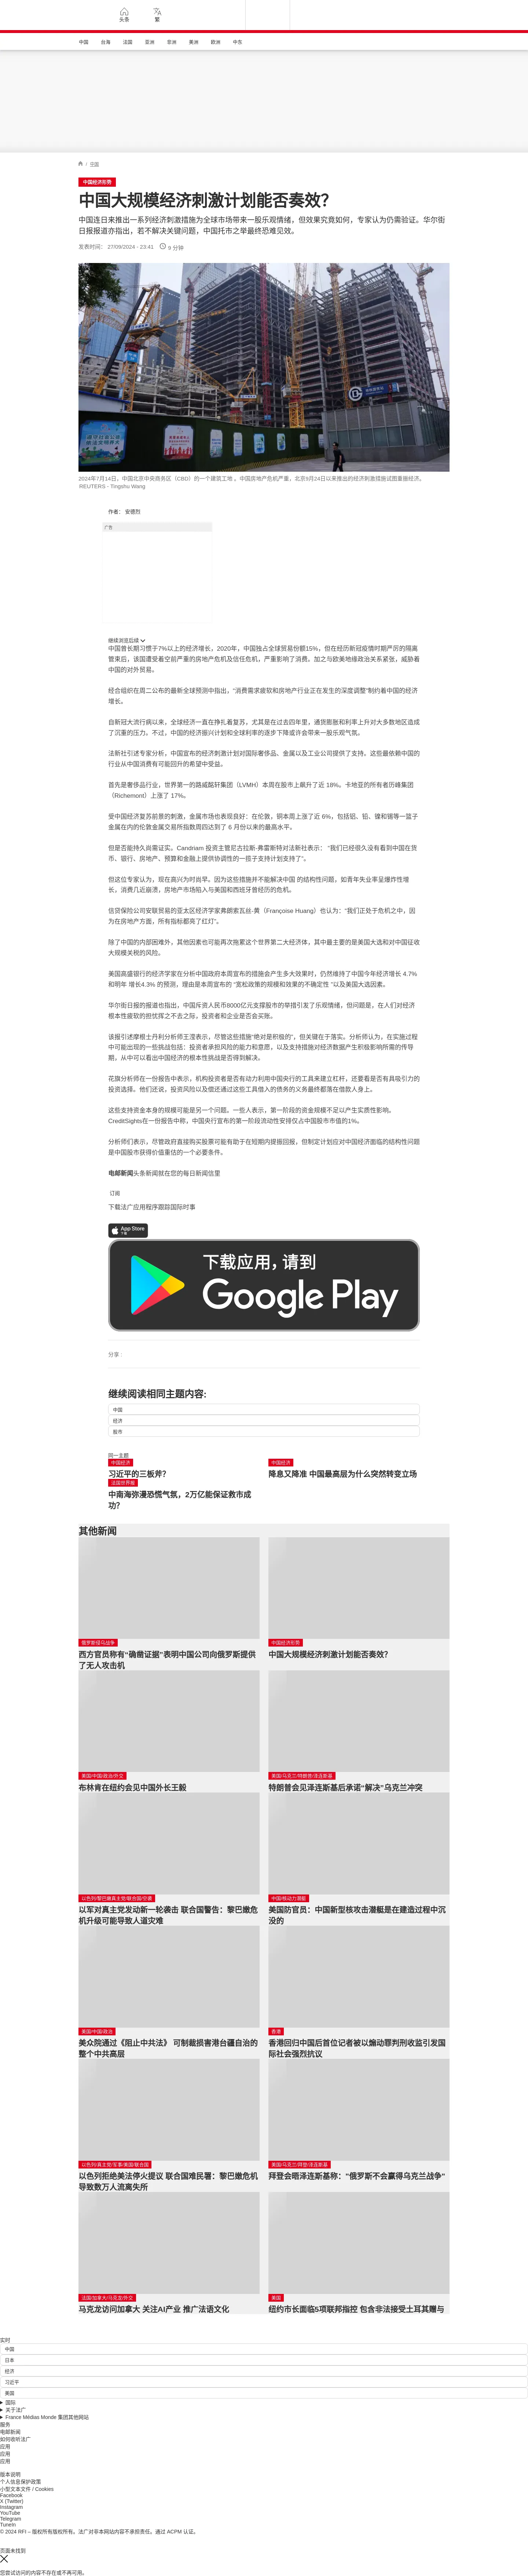 头条
繁
中国
台海
法国
亚洲
非洲
美洲
欧洲
中东
/ 中国
中国经济形势
中国大规模经济刺激计划能否奏效？
中国连日来推出一系列经济刺激措施为全球市场带来一股乐观情绪，但效果究竟如何，专家认为仍需验证。华尔街
日报报道亦指出，若不解决关键问题，中国托市之举最终恐难见效。
发表时间： 27/09/2024 - 23:41
9 分钟
2024年7月14日，中国北京中央商务区（CBD）的一个建筑工地 。中国房地产危机严重，北京9月24日以来推出的经济刺激措施试图重振经济。
©REUTERS - Tingshu Wang
作者： 安德烈
广告
继续浏览后续
中国曾长期习惯于7%以上的经济增长。2020年，中国独占全球贸易份额15%，但在经历新冠疫情时期严厉的隔离
管束后，该国遭受着空前严重的房地产危机及信任危机，严重影响了消费。加之与欧美地缘政治关系紧张，威胁着
中国的对外贸易。
经合组织在周二公布的最新全球预测中指出，“消费需求疲软和房地产行业正在发生的深度调整”制约着中国的经济
增长。
自新冠大流行病以来，全球经济一直在挣扎着复苏，尤其是在过去四年里，通货膨胀和利率上升对大多数地区造成
了沉重的压力。不过，中国的经济振兴计划和全球利率的逐步下降或许会带来一股乐观气氛。
法新社引述专家分析，中国宣布的经济刺激计划对国际奢侈品、金属以及工业公司提供了支持。这些最依赖中国的
行业从中国消费有可能回升的希望中受益。
首先是奢侈品行业，世界第一的路威酩轩集团（LVMH）本周在股市上飙升了近 18%。卡地亚的所有者历峰集团
（Richemont）上涨了 17%。
受中国经济复苏前景的刺激，金属市场也表现良好：在伦敦，铜本周上涨了近 6%，包括铝、铅、镍和锡等一篮子
金属在内的伦敦金属交易所指数周四达到了 6 月份以来的最高水平。
但是否能持久尚需证实。Candriam 投资主管尼古拉斯-弗雷斯特对法新社表示： “我们已经很久没有看到中国在货
币、银行、房地产、预算和金融上提供协调性的一揽子支持计划支持了”。
但这位专家认为，现在高兴为时尚早。因为这些措施并不能解决中国 的结构性问题，如青年失业率呈爆炸性增
长，消费几近崩溃，房地产市场陷入与美国和西班牙曾经历的危机。
信贷保险公司安联贸易的亚太区经济学家弗朗索瓦丝-黄（Françoise Huang）也认为：“我们正处于危机之中，因
为在房地产方面，所有指标都亮了红灯”。
除了中国的内部困难外，其他因素也可能再次拖累这个世界第二大经济体，其中最主要的是美国大选和对中国征收
大规模关税的风险。
美国高盛银行的经济学家在分析中国政府本周宣布的措施会产生多大效果时，仍然维持了中国今年经济增长 4.7%
和明年 增长4.3% 的预测，理由是本周宣布的 “宽松政策的规模和效果的不确定性 ”以及美国大选因素。
华尔街日报的报道也指出，中国斥资人民币8000亿元支撑股市的举措引发了乐观情绪，但问题是，在人们对经济
根本性疲软的担忧挥之不去之际，投资者和企业是否会买账。
该报引述摩根士丹利分析师王滢表示，尽管这些措施“绝对是积极的”，但关键在于落实。分析师认为，在实施过程
中可能出现的一些挑战包括：投资者承担风险的能力和意愿，以及支持措施对经济数据产生积极影响所需的传导
期，从中可以看出中国经济的根本性挑战是否得到解决。
花旗分析师在一份报告中表示，机构投资者是否有动力利用中国央行的工具来建立杠杆，还要看是否有具吸引力的
投资选择。他们还说，投资风险以及偿还通过这些工具借入的债务的义务最终都落在借款人身上。
这些支持资金本身的规模可能是另一个问题。一些人表示，第一阶段的资金规模不足以产生实质性影响。
CreditSights在一份报告中称，中国央行宣布的第一阶段流动性安排仅占中国股市市值的1%。
分析师们表示，尽管政府直接购买股票可能有助于在短期内提振回报，但制定计划应对中国经济面临的结构性问题
是中国股市获得价值重估的一个必要条件。
电邮新闻头条新闻就在您的每日新闻信里
订阅
下载法广应用程序跟踪国际时事
App Store
下载应用，请到
Google Play
分享 :
继续阅读相同主题内容:
中国
经济
股市
同一主题
中国经济
习近平的三板斧？
中国经济
降息又降准 中国最高层为什么突然转变立场
法国世界报
中南海弥漫恐慌气氛，2万亿能保证救市成
功？
其他新闻
俄罗斯侵乌战争
西方官员称有“确凿证据”表明中国公司向俄罗斯提供
了无人攻击机
中国经济形势
中国大规模经济刺激计划能否奏效？
美国/中国/政治/外交
布林肯在纽约会见中国外长王毅
美国/乌克兰/特朗普/泽连斯基
特朗普会见泽连斯基后承诺“解决”乌克兰冲突
以色列/黎巴嫩真主党/联合国/空袭
以军对真主党发动新一轮袭击 联合国警告：黎巴嫩危
机升级可能导致人道灾难
中国/核动力潜艇
美国防官员：中国新型核攻击潜艇是在建造过程中沉
没的
美国/中国/政治
美众院通过《阻止中共法》 可制裁损害港台疆自治的
整个中共高层
香港
香港回归中国后首位记者被以煽动罪判刑收监引发国
际社会强烈抗议
以色列/真主党/军事/美国/联合国
以色列拒绝美法停火提议 联合国难民署：黎巴嫩危机
导致数万人流离失所
美国/乌克兰/拜登/泽连斯基
拜登会晤泽连斯基称：“俄罗斯不会赢得乌克兰战争”
法国/加拿大/马克龙/外交
马克龙访问加拿大 关注AI产业 推广法语文化
美国
纽约市长面临5项联邦指控 包含非法接受土耳其赠与
实时
中国
日本
经济
习近平
美国
国际
关于法广
France Médias Monde 集团其他网站
服务
电邮新闻
如何收听法广
应用
应用
应用
版本说明
个人信息保护政策
小型文本文件 / Cookies
Facebook
X (Twitter)
Instagram
YouTube
Telegram
TuneIn
© 2024 RFI – 版权所有版权所有。法广对非本网站内容不承担责任。通过 ACPM 认证。
页面未找到
您尝试访问的内容不存在或不再可用。